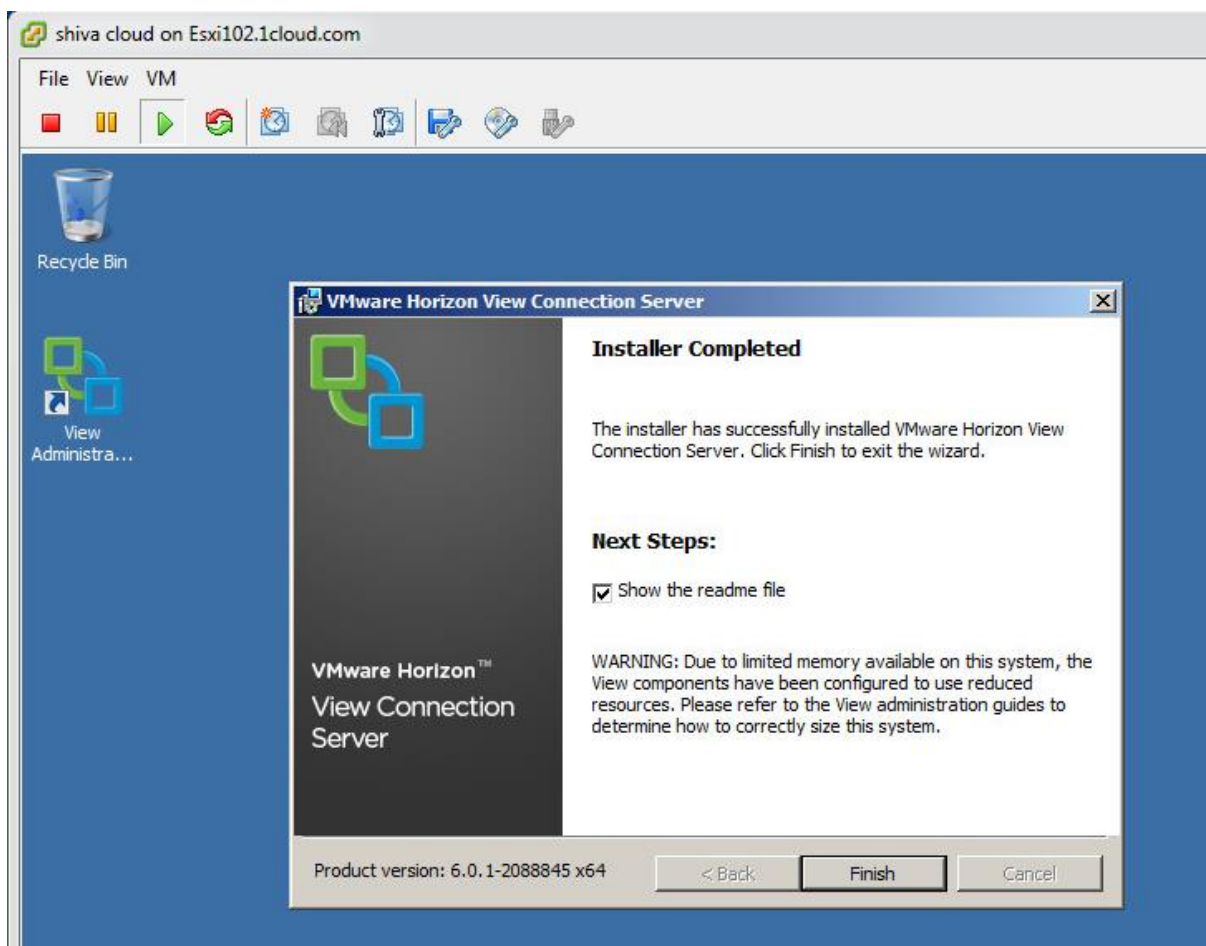 shiva cloud on Esxi102.1cloud.com
File View VM
Recycle Bin
View
Administra...
VMware Horizon View Connection Server
Installer Completed
The installer has successfully installed VMware Horizon View
Connection Server. Click Finish to exit the wizard.
Next Steps:
Show the readme file
WARNING: Due to limited memory available on this system, the
View components have been configured to use reduced
resources. Please refer to the View administration guides to
determine how to correctly size this system.
VMware Horizon™
View Connection
Server
Product version: 6.0.1-2088845 x64
< Back Finish Cancel